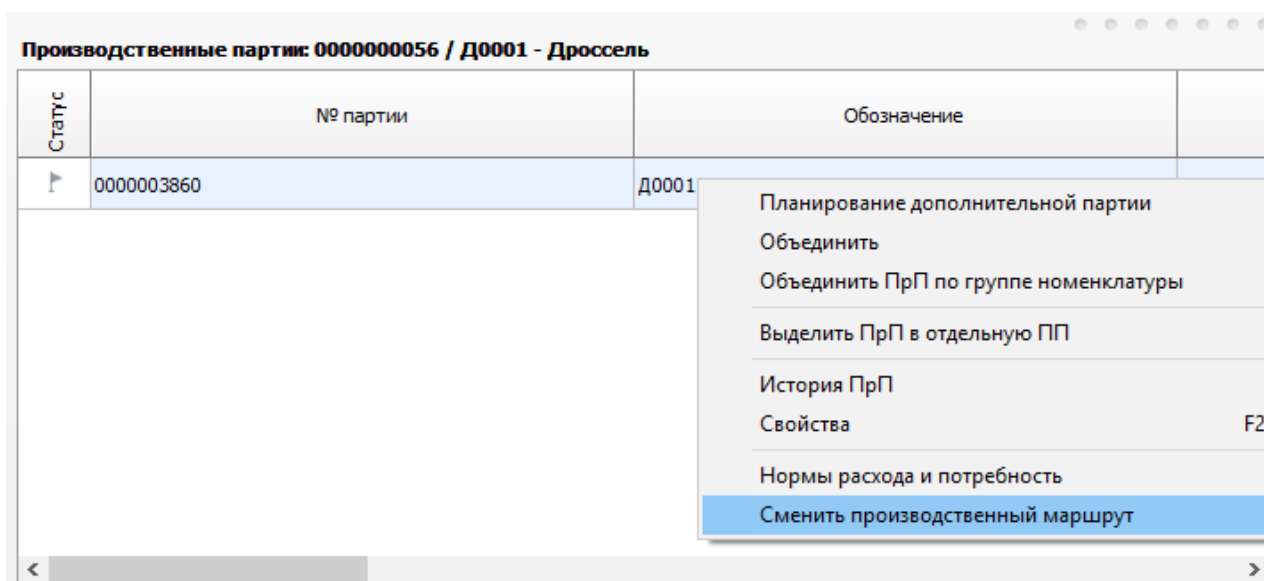 Производственные партии: 0000000056 / Д0001 - Дроссель
Статус
№ партии
Обозначение
0000003860
Д0001
Планирование дополнительной партии
Объединить
Объединить ПрП по группе номенклатуры
Выделить ПрП в отдельную ПП
История ПрП
Свойства F2
Нормы расхода и потребность
Сменить производственный маршрут